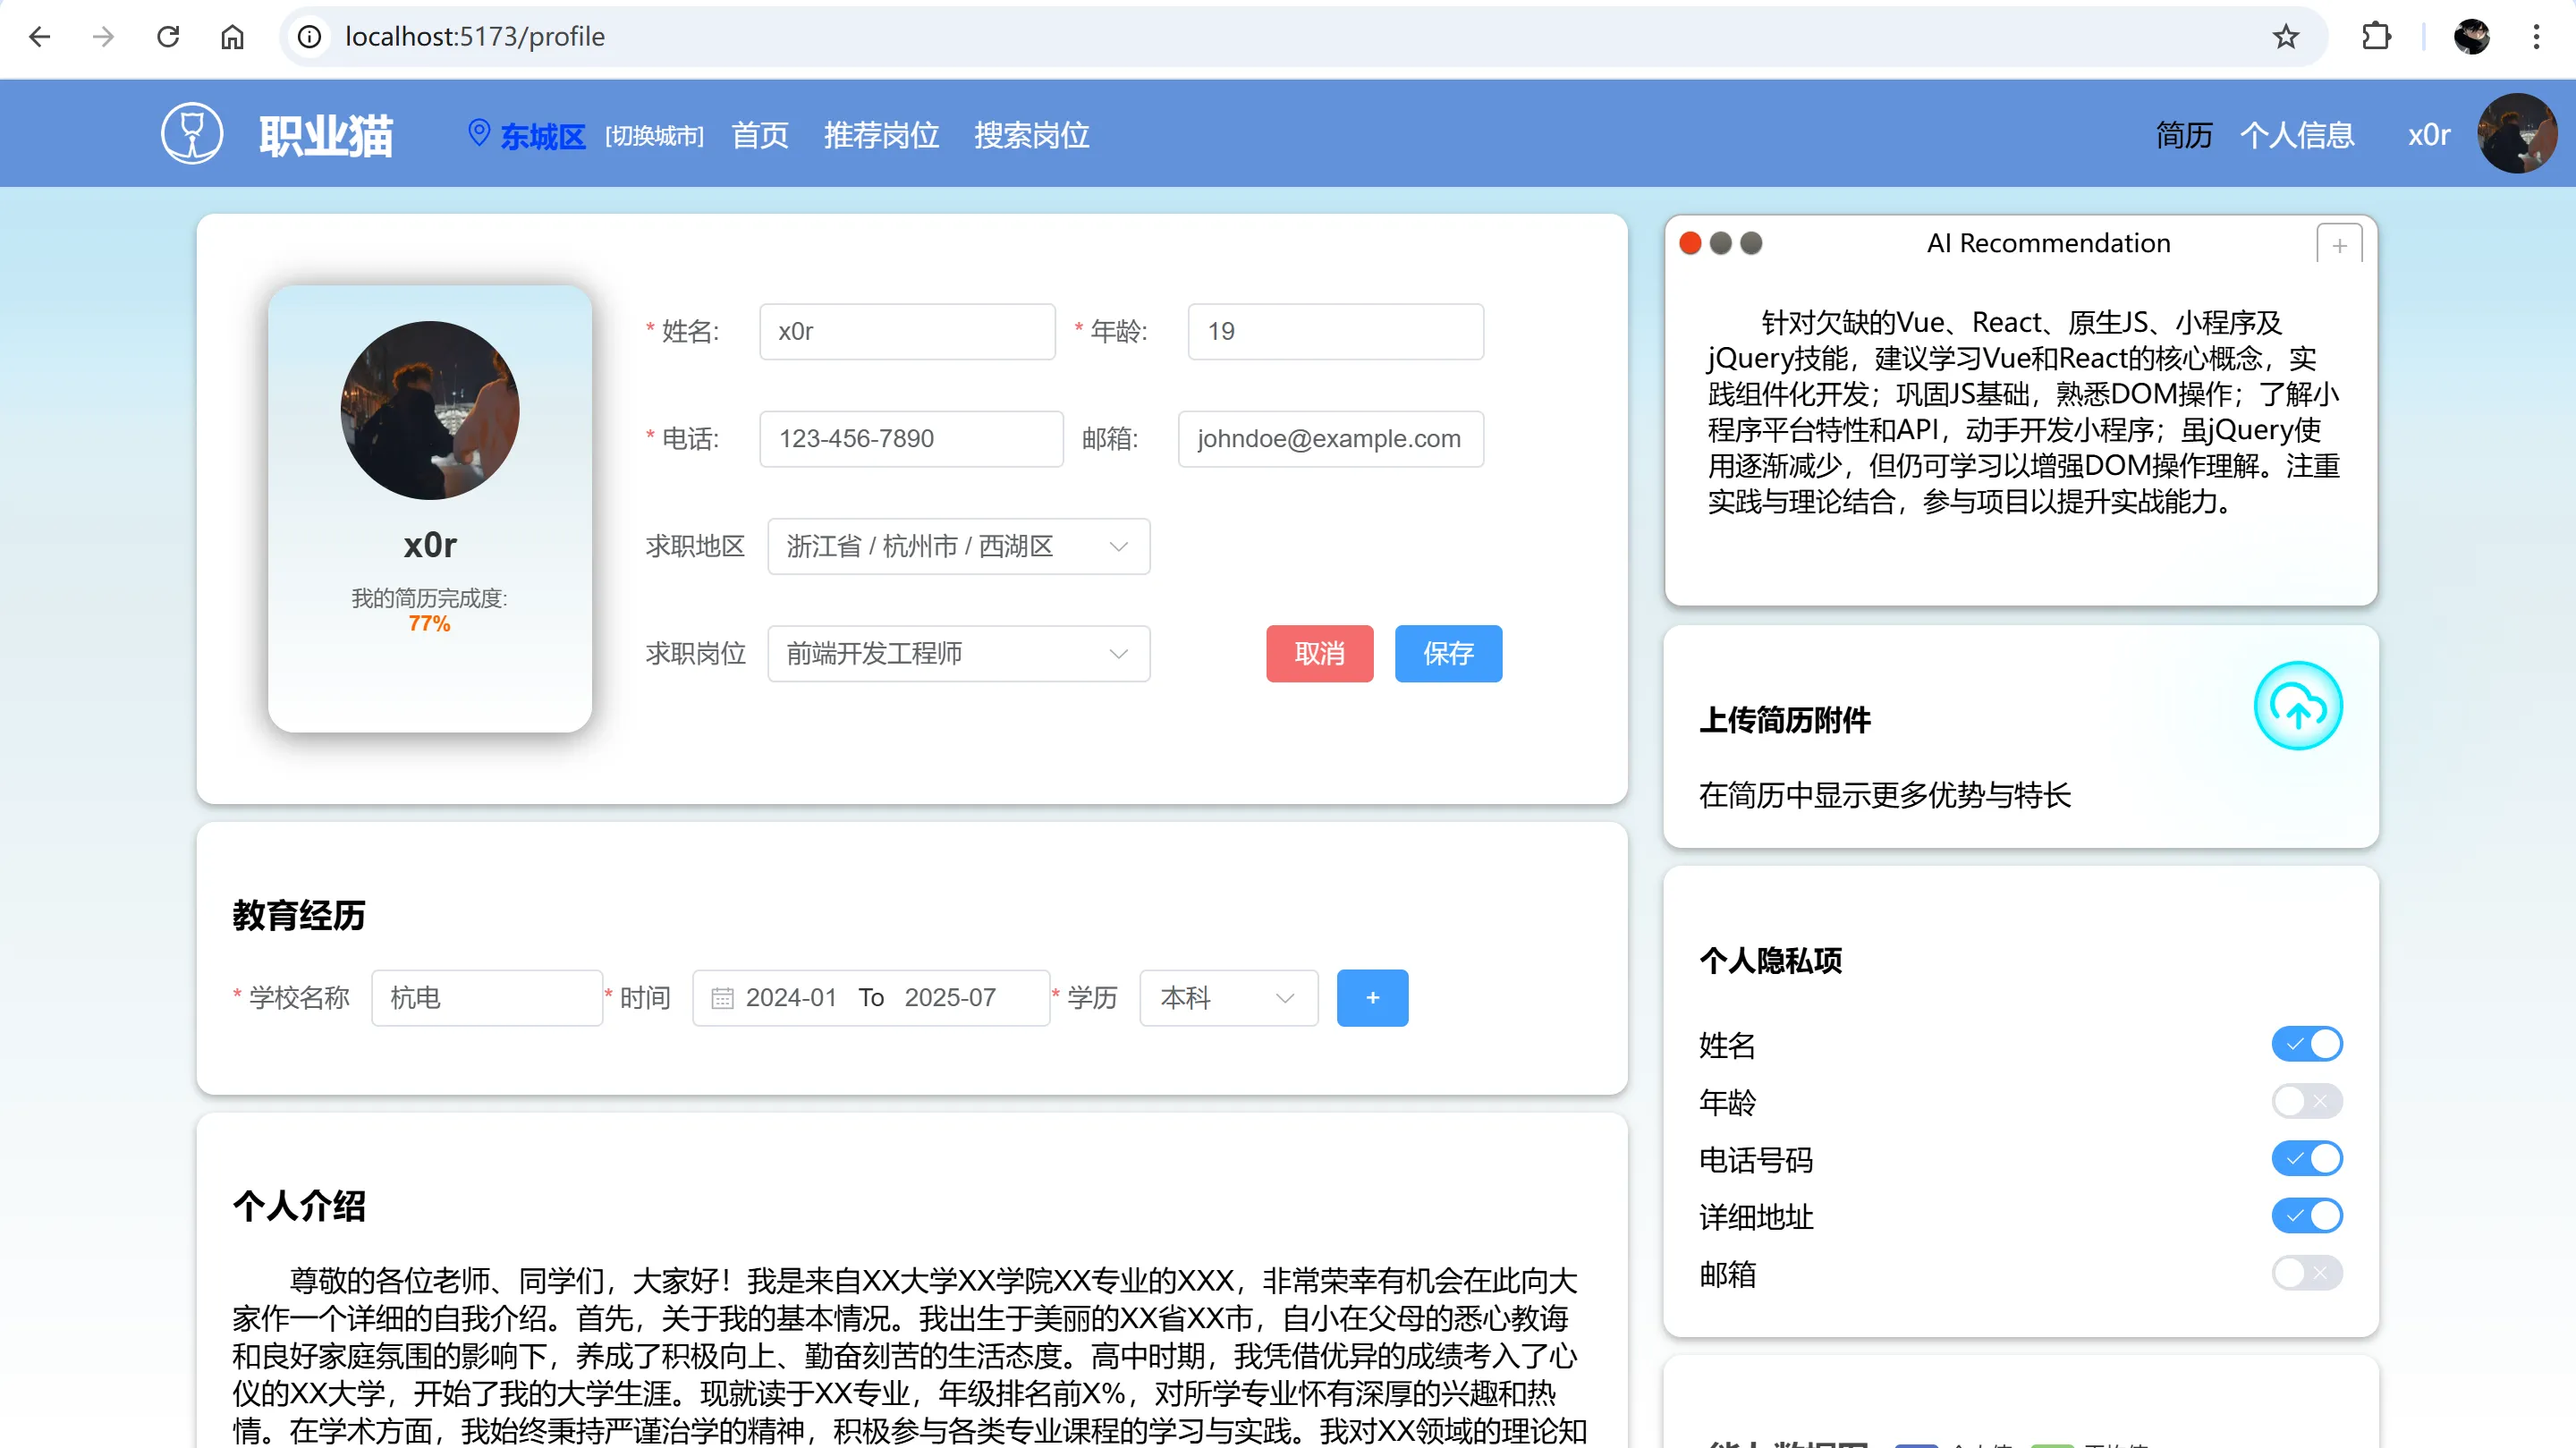 localhost:5173/profile
职业猫 东城区 [切换城市] 首页 推荐岗位 搜索岗位 简历 个人信息 x0r
* 姓名: x0r * 年龄: 19
* 电话: 123-456-7890 邮箱: johndoe@example.com
x0r
求职地区 浙江省 / 杭州市 / 西湖区
我的简历完成度:
77%
求职岗位 前端开发工程师 取消 保存
教育经历
* 学校名称 杭电 * 时间 2024-01 To 2025-07 * 学历 本科 +
个人介绍
尊敬的各位老师、同学们，大家好！我是来自XX大学XX学院XX专业的XXX，非常荣幸有机会在此向大
家作一个详细的自我介绍。首先，关于我的基本情况。我出生于美丽的XX省XX市，自小在父母的悉心教诲
和良好家庭氛围的影响下，养成了积极向上、勤奋刻苦的生活态度。高中时期，我凭借优异的成绩考入了心
仪的XX大学，开始了我的大学生涯。现就读于XX专业，年级排名前X%，对所学专业怀有深厚的兴趣和热
情。在学术方面，我始终秉持严谨治学的精神，积极参与各类专业课程的学习与实践。我对XX领域的理论知
AI Recommendation +
针对欠缺的Vue、React、原生JS、小程序及
jQuery技能，建议学习Vue和React的核心概念，实
践组件化开发；巩固JS基础，熟悉DOM操作；了解小
程序平台特性和API，动手开发小程序；虽jQuery使
用逐渐减少，但仍可学习以增强DOM操作理解。注重
实践与理论结合，参与项目以提升实战能力。
上传简历附件
在简历中显示更多优势与特长
个人隐私项
姓名
年龄
电话号码
详细地址
邮箱